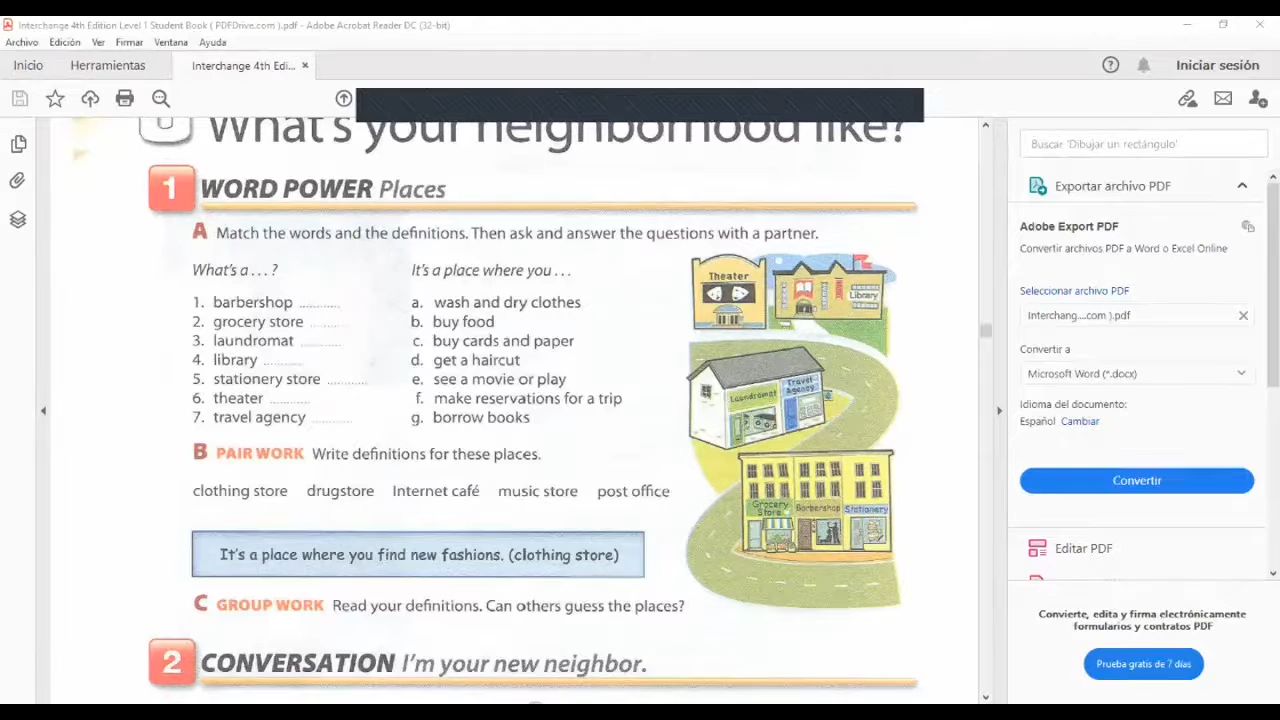 Interchange 4th Edition Level 1 Student Book ( PDFDrive.com ).pdf - Adobe Acrobat Reader DC (32-bit)
Archivo Edición Ver Firmar Ventana Ayuda
Inicio Herramientas Interchange 4th Edi... × Iniciar sesión
What's your neighborhood like?
1 WORD POWER Places
A Match the words and the definitions. Then ask and answer the questions with a partner.
What's a . . . ? It's a place where you . . .
1. barbershop ............ a. wash and dry clothes
2. grocery store ............ b. buy food
3. laundromat ............ c. buy cards and paper
4. library ............ d. get a haircut
5. stationery store ............ e. see a movie or play
6. theater ............ f. make reservations for a trip
7. travel agency ............ g. borrow books
Theater
Library
Laundromat
Travel Agency
Grocery Store
Barbershop
Stationery
B PAIR WORK Write definitions for these places.
clothing store drugstore Internet café music store post office
It's a place where you find new fashions. (clothing store)
C GROUP WORK Read your definitions. Can others guess the places?
2 CONVERSATION I'm your new neighbor.
Buscar 'Dibujar un rectángulo'
Exportar archivo PDF
Adobe Export PDF
Convertir archivos PDF a Word o Excel Online
Seleccionar archivo PDF
Interchang....com ).pdf
Convertir a
Microsoft Word (*.docx)
Idioma del documento:
Español Cambiar
Convertir
Editar PDF
Convierte, edita y firma electrónicamente
formularios y contratos PDF
Prueba gratis de 7 días